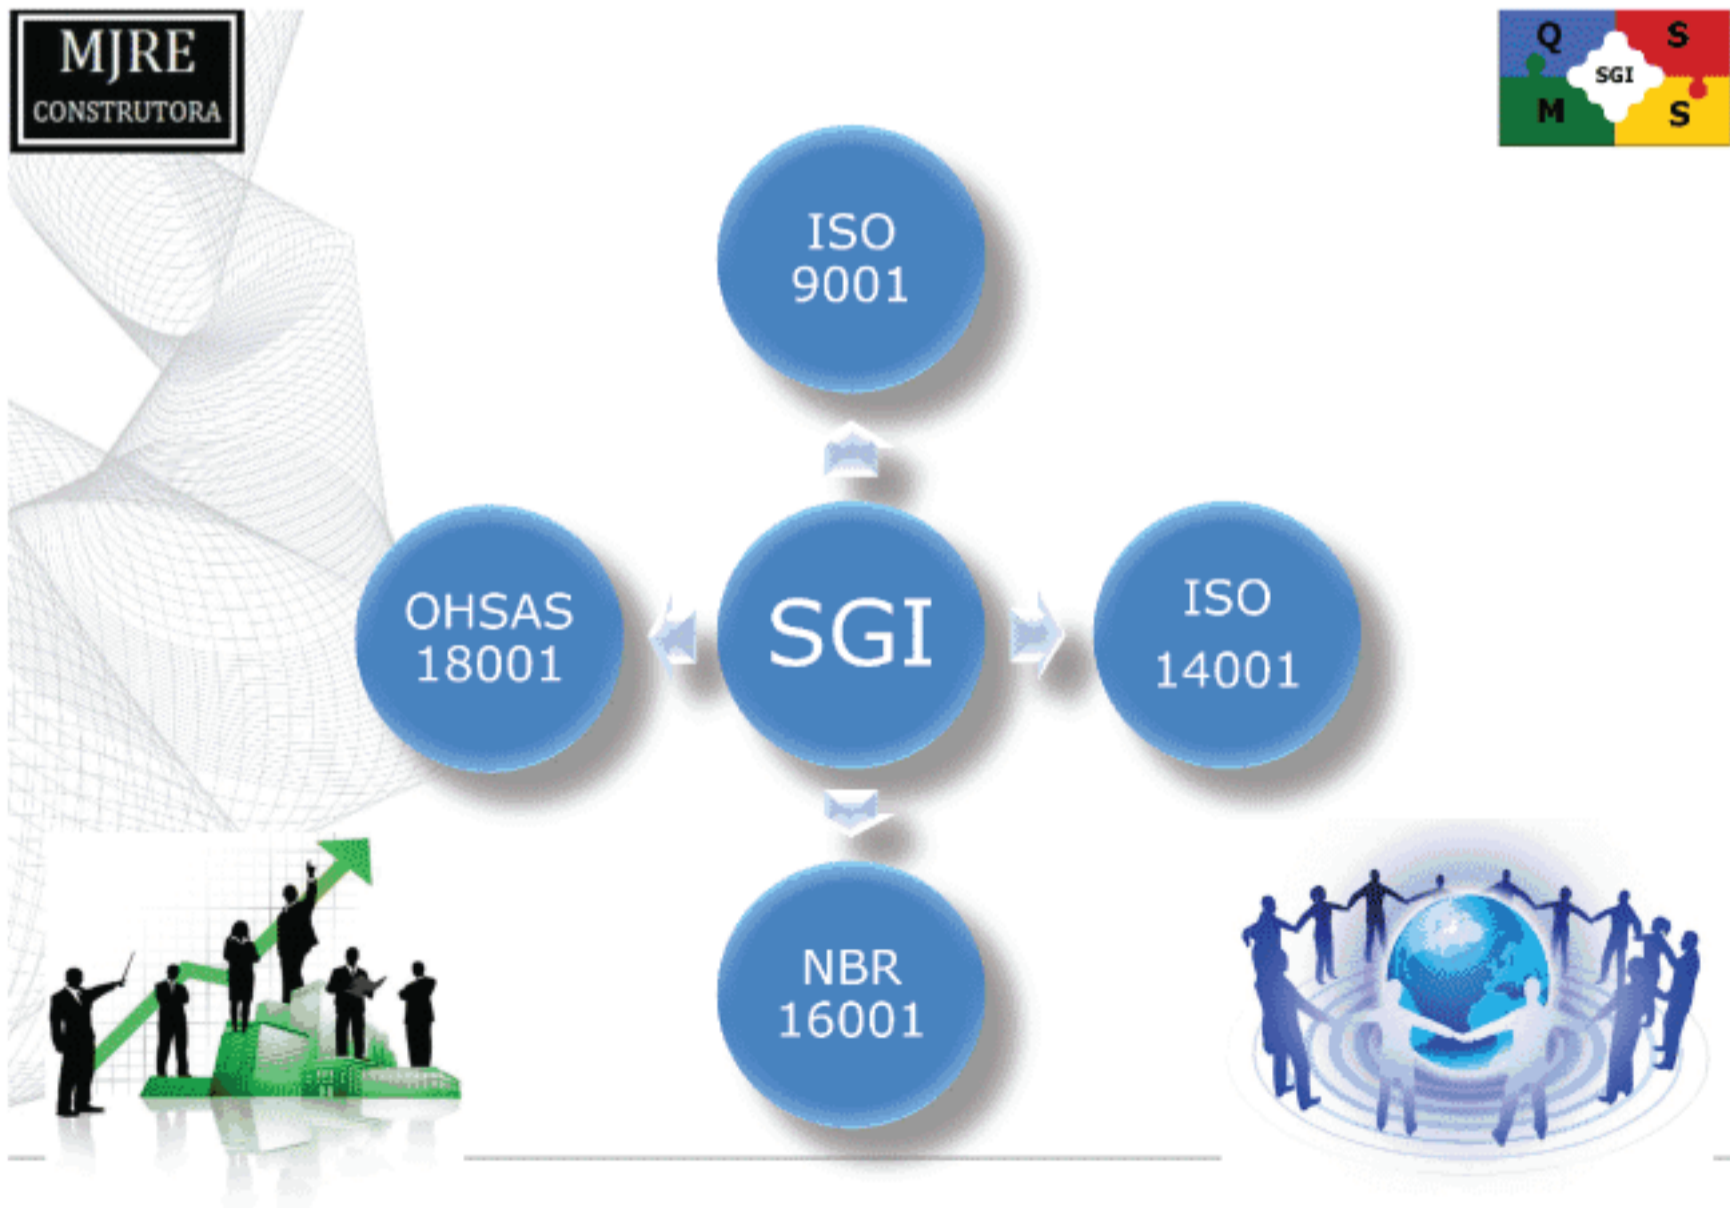 MJRE
CONSTRUTORA
Q
S
SGI
M
S
ISO
9001
OHSAS
18001
SGI
ISO
14001
NBR
16001